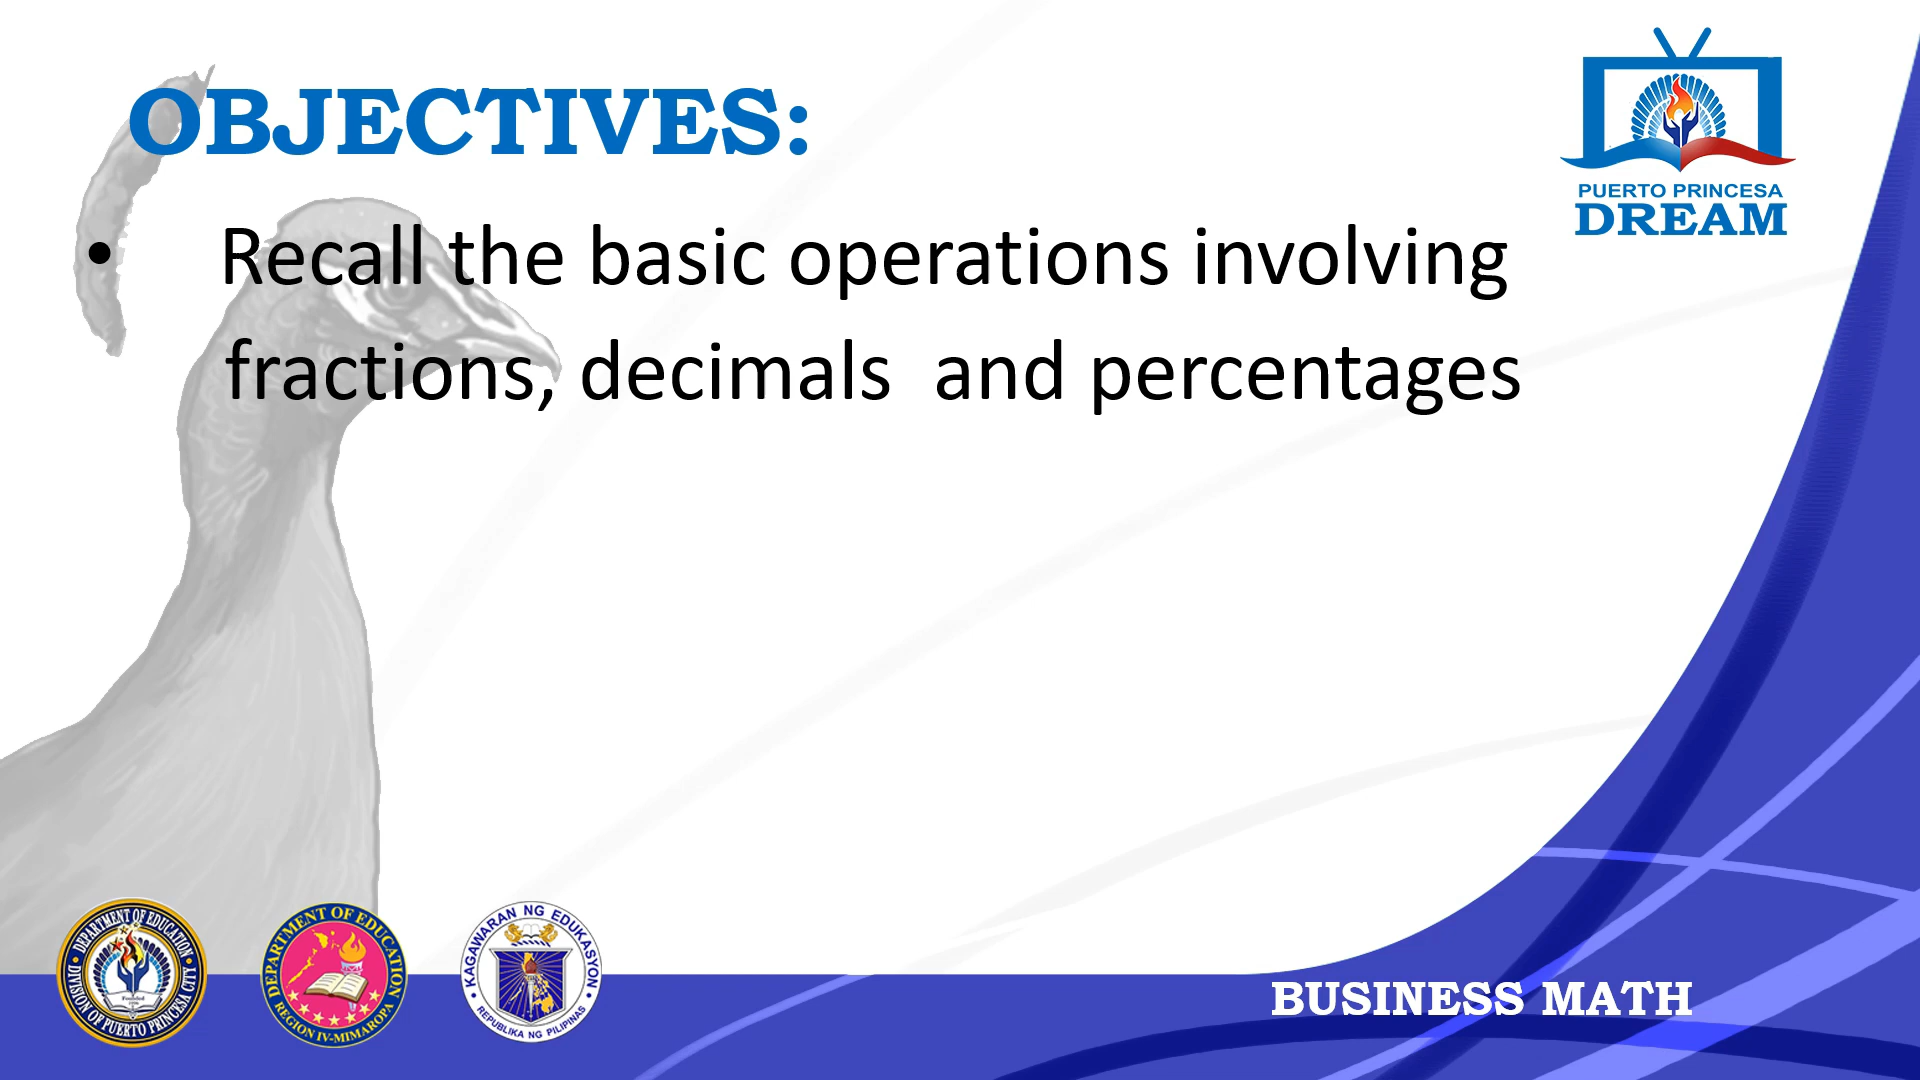 OBJECTIVES:
PUERTO PRINCESA
DREAM
• Recall the basic operations involving
fractions, decimals  and percentages
DEPARTMENT OF EDUCATION
DIVISION OF PUERTO PRINCESA CITY
DEPARTMENT OF EDUCATION
REGION IV-MIMAROPA
KAGAWARAN NG EDUKASYON
REPUBLIKA NG PILIPINAS
BUSINESS MATH